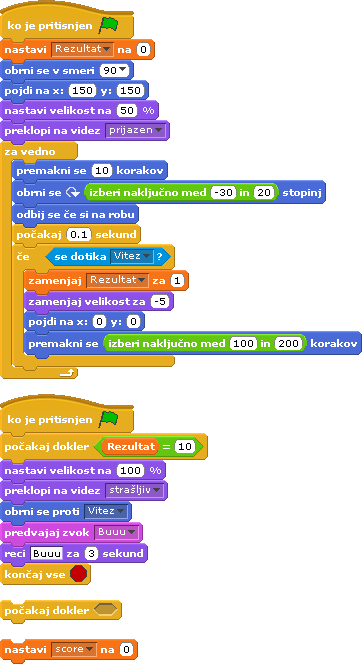 ko je pritisnjen
nastavi Rezultat na 0
obrni se v smeri 90
pojdi na x: 150 y: 150
nastavi velikost na 50 %
preklopi na videz prijazen
za vedno
premakni se 10 korakov
obrni se izberi naključno med -30 in 20 stopinj
odbij se če si na robu
počakaj 0.1 sekund
če se dotika Vitez ?
zamenjaj Rezultat za 1
zamenjaj velikost za -5
pojdi na x: 0 y: 0
premakni se izberi naključno med 100 in 200 korakov
ko je pritisnjen
počakaj dokler Rezultat = 10
nastavi velikost na 100 %
preklopi na videz strašljiv
obrni se proti Vitez
predvajaj zvok Buuu
reci Buuu za 3 sekund
končaj vse
počakaj dokler
nastavi score na 0